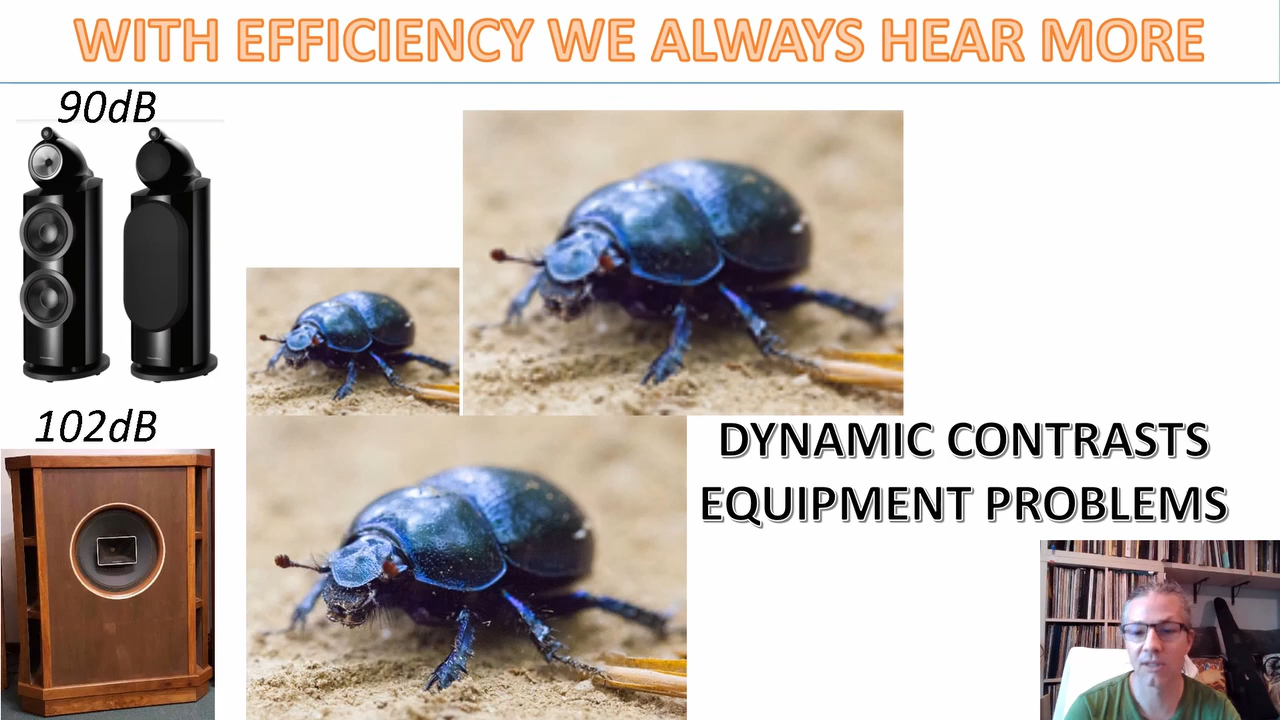 WITH EFFICIENCY WE ALWAYS HEAR MORE
90dB
102dB
DYNAMIC CONTRASTS
EQUIPMENT PROBLEMS